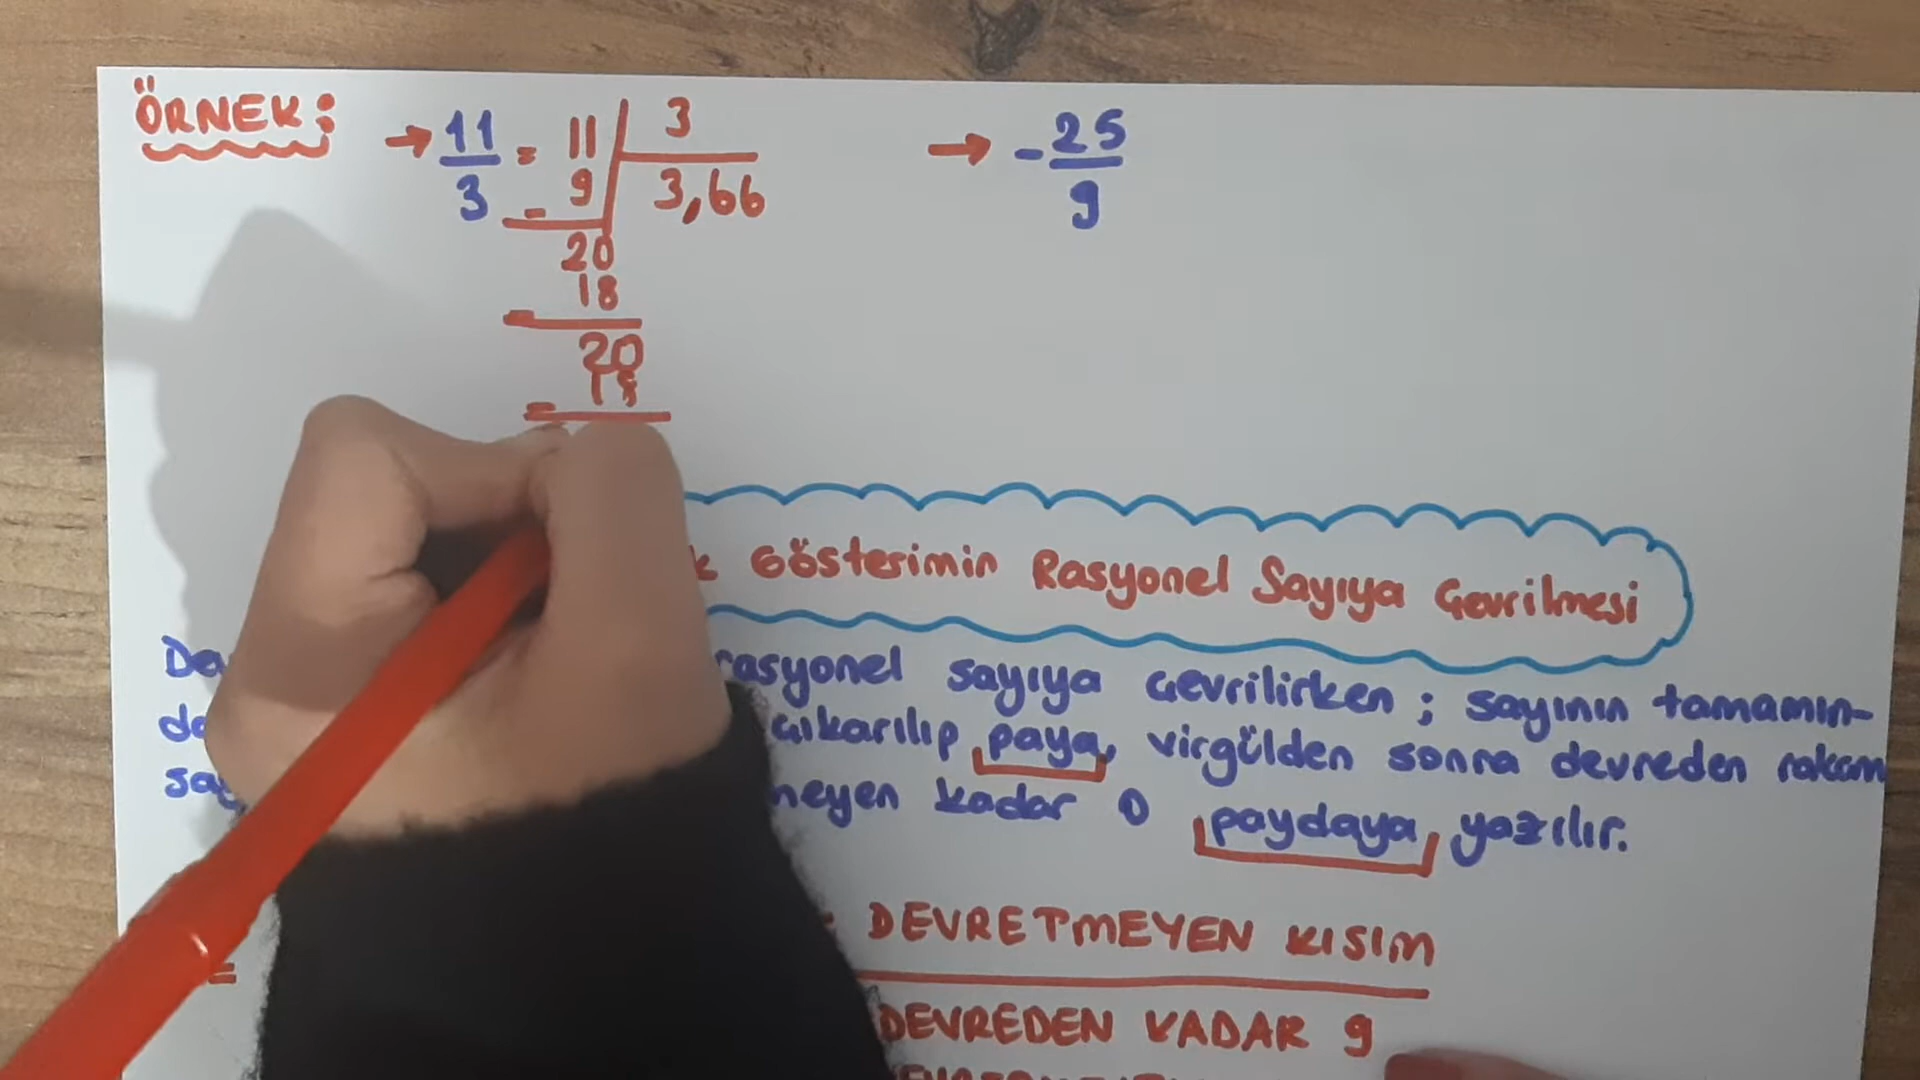 ÖRNEK:
→ 11/3 = 11 | 3
9 3,66
20
18
20
18
→ - 25/9
Gösterimin Rasyonel Sayıya Çevrilmesi
rasyonel sayıya çevrilirken ; sayının tamamın-
çıkarılıp paya, virgülden sonra devreden rakam
kadar 0 paydaya yazılır.
- DEVRETMEYEN KISIM
=
DEVREDEN KADAR 9